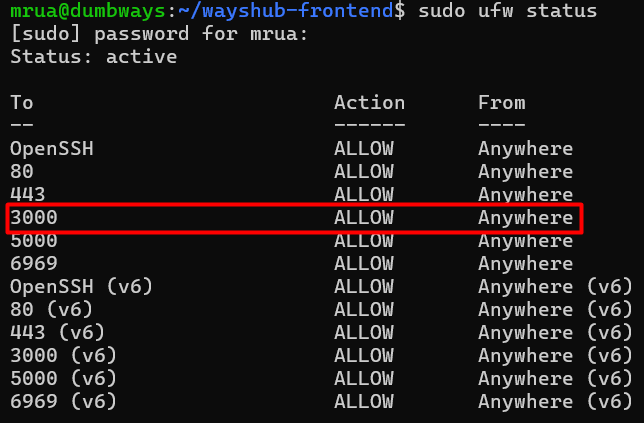 mrua@dumbways:~/wayshub-frontend$ sudo ufw status
[sudo] password for mrua:
Status: active
To                         Action      From
--                         ------      ----
OpenSSH                    ALLOW       Anywhere
80                         ALLOW       Anywhere
443                        ALLOW       Anywhere
3000                       ALLOW       Anywhere
5000                       ALLOW       Anywhere
6969                       ALLOW       Anywhere
OpenSSH (v6)               ALLOW       Anywhere (v6)
80 (v6)                    ALLOW       Anywhere (v6)
443 (v6)                   ALLOW       Anywhere (v6)
3000 (v6)                  ALLOW       Anywhere (v6)
5000 (v6)                  ALLOW       Anywhere (v6)
6969 (v6)                  ALLOW       Anywhere (v6)